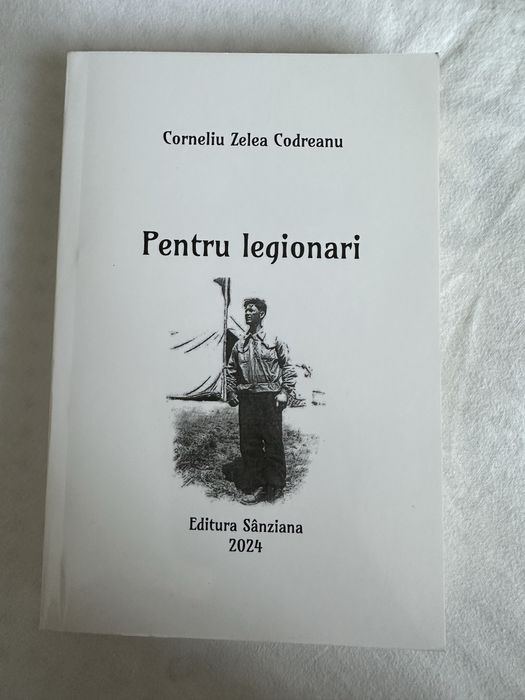 Corneliu Zelea Codreanu
Pentru legionari
Editura Sânziana
2024